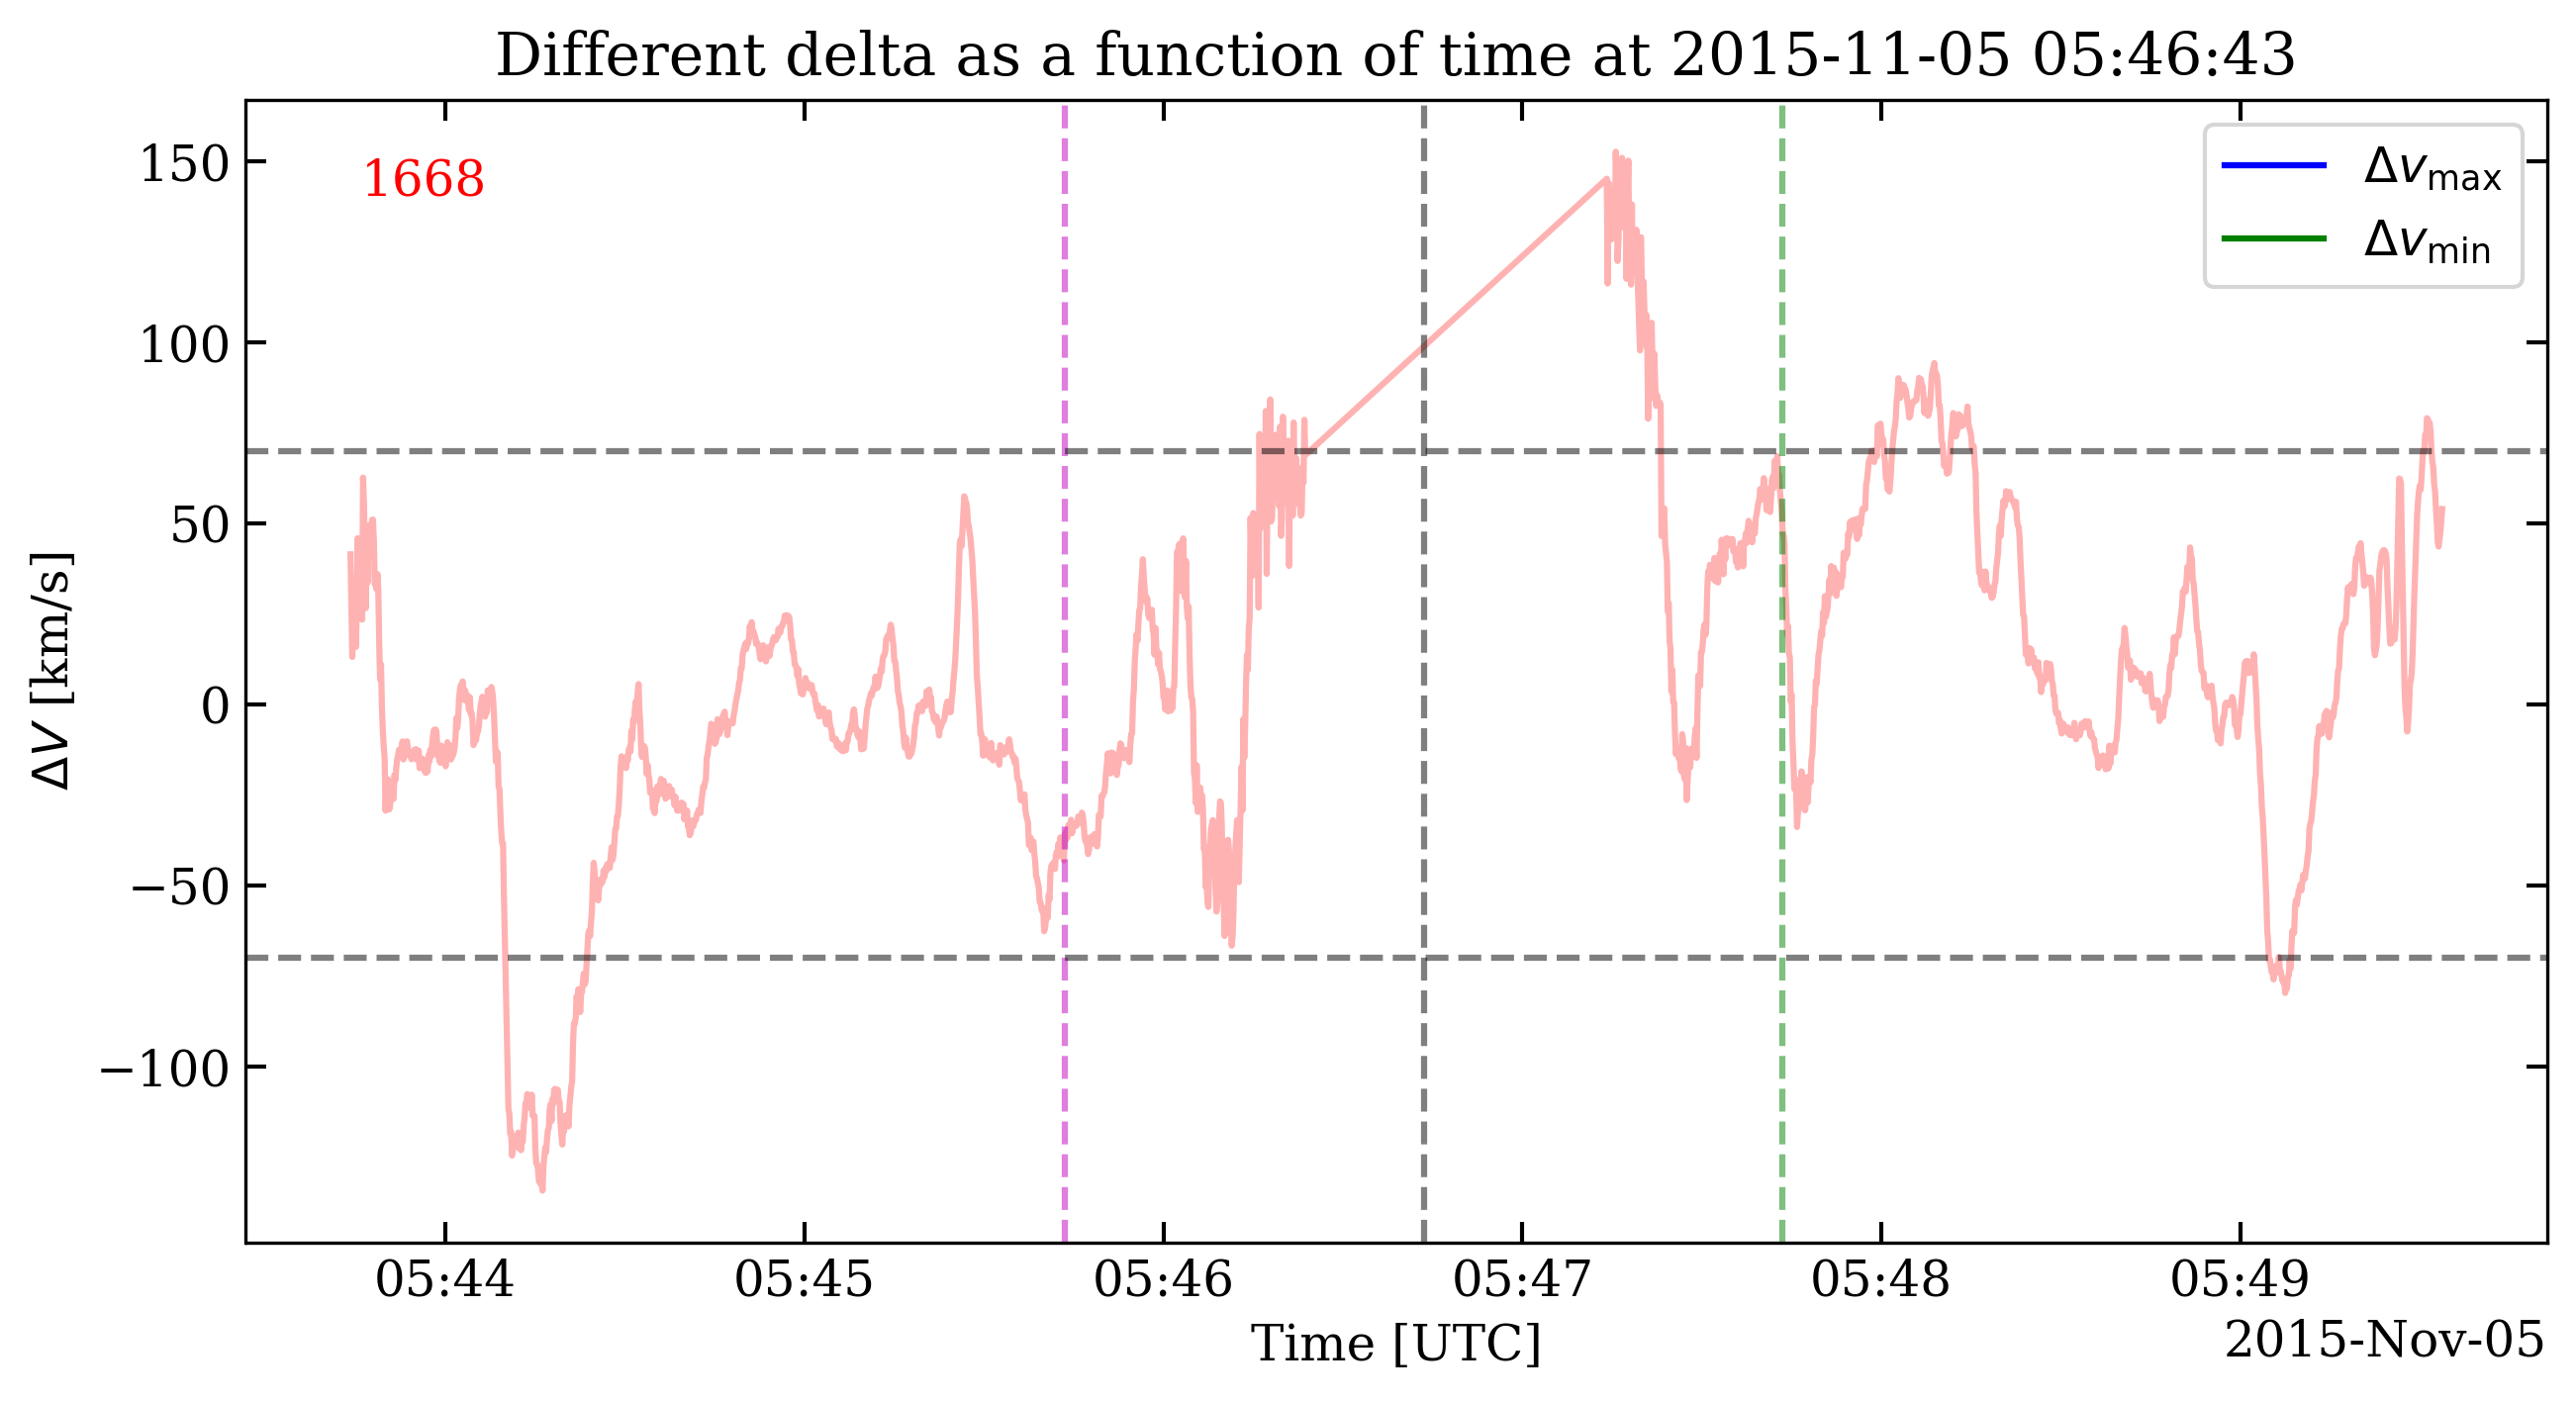 Different delta as a function of time at 2015-11-05 05:46:43
1668
Δvmax
Δvmin
150
100
50
0
−50
−100
ΔV [km/s]
05:44 05:45 05:46 05:47 05:48 05:49
Time [UTC]
2015-Nov-05